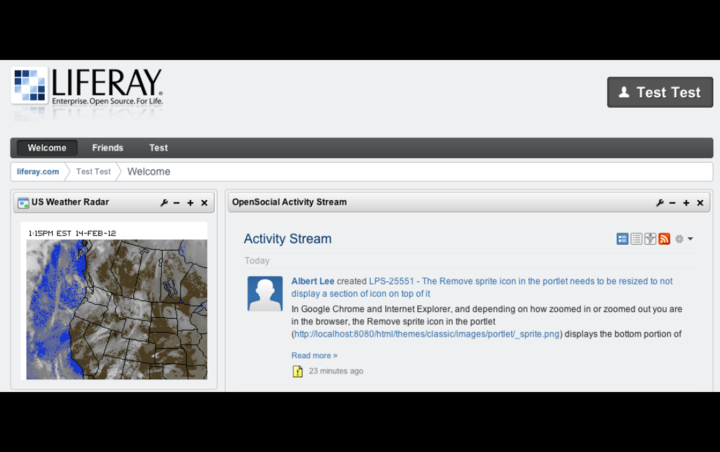 LIFERAY.
Enterprise. Open Source. For Life.
Test Test
Welcome Friends Test
liferay.com Test Test Welcome
US Weather Radar
1:15PM EST 14-FEB-12
OpenSocial Activity Stream
Activity Stream
Today
Albert Lee created LPS-25551 - The Remove sprite icon in the portlet needs to be resized to not
display a section of icon on top of it
In Google Chrome and Internet Explorer, and depending on how zoomed in or zoomed out you are
in the browser, the Remove sprite icon in the portlet
(http://localhost:8080/html/themes/classic/images/portlet/_sprite.png) displays the bottom portion of
Read more »
23 minutes ago